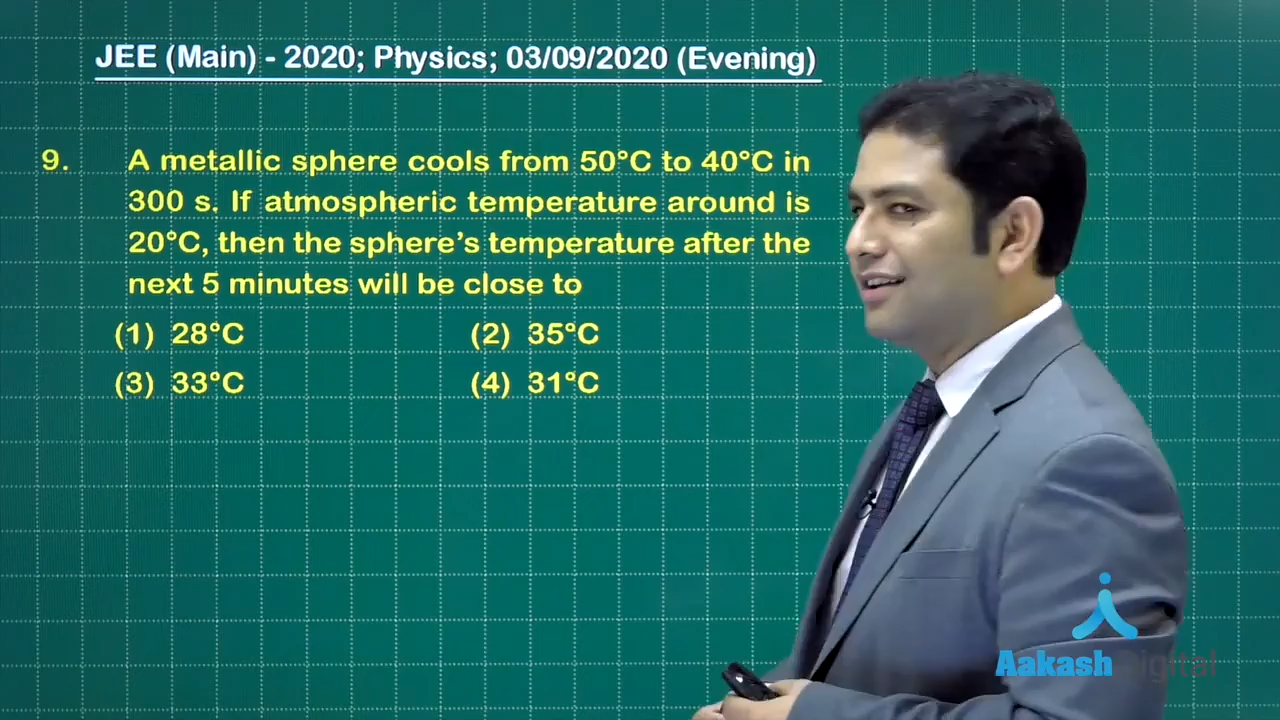 JEE (Main) - 2020; Physics; 03/09/2020 (Evening)
9. A metallic sphere cools from 50°C to 40°C in
300 s. If atmospheric temperature around is
20°C, then the sphere's temperature after the
next 5 minutes will be close to
(1) 28°C (2) 35°C
(3) 33°C (4) 31°C
Aakash Digital